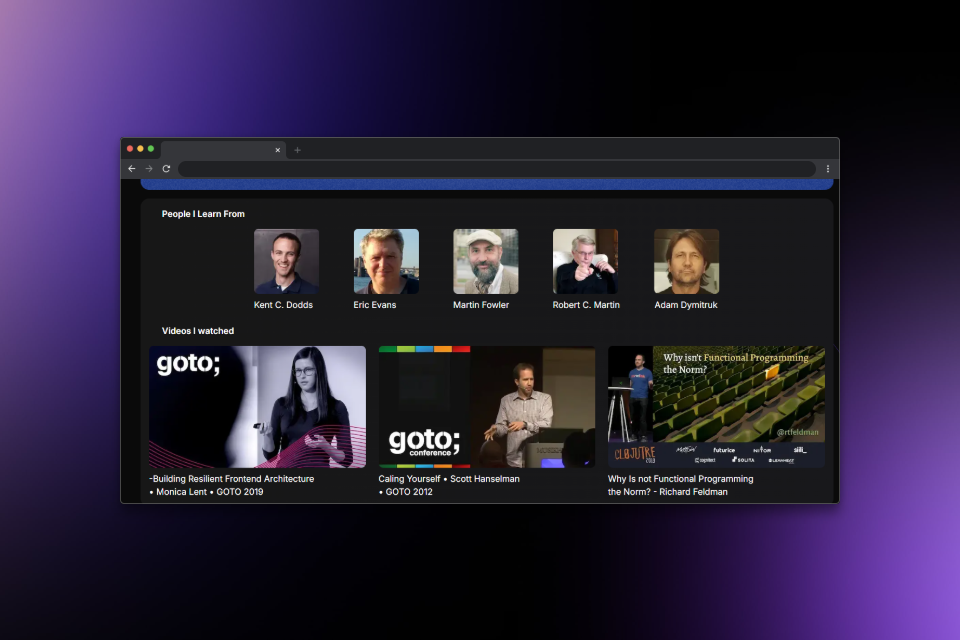 People I Learn From
Kent C. Dodds
Eric Evans
Martin Fowler
Robert C. Martin
Adam Dymitruk
Videos I watched
goto;
goto;
conference
Why isn't Functional Programming
the Norm?
@rtfeldman
CLOJUTRE
2019
futurice
SOLITA
-Building Resilient Frontend Architecture
• Monica Lent • GOTO 2019
Caling Yourself • Scott Hanselman
• GOTO 2012
Why Is not Functional Programming
the Norm? - Richard Feldman